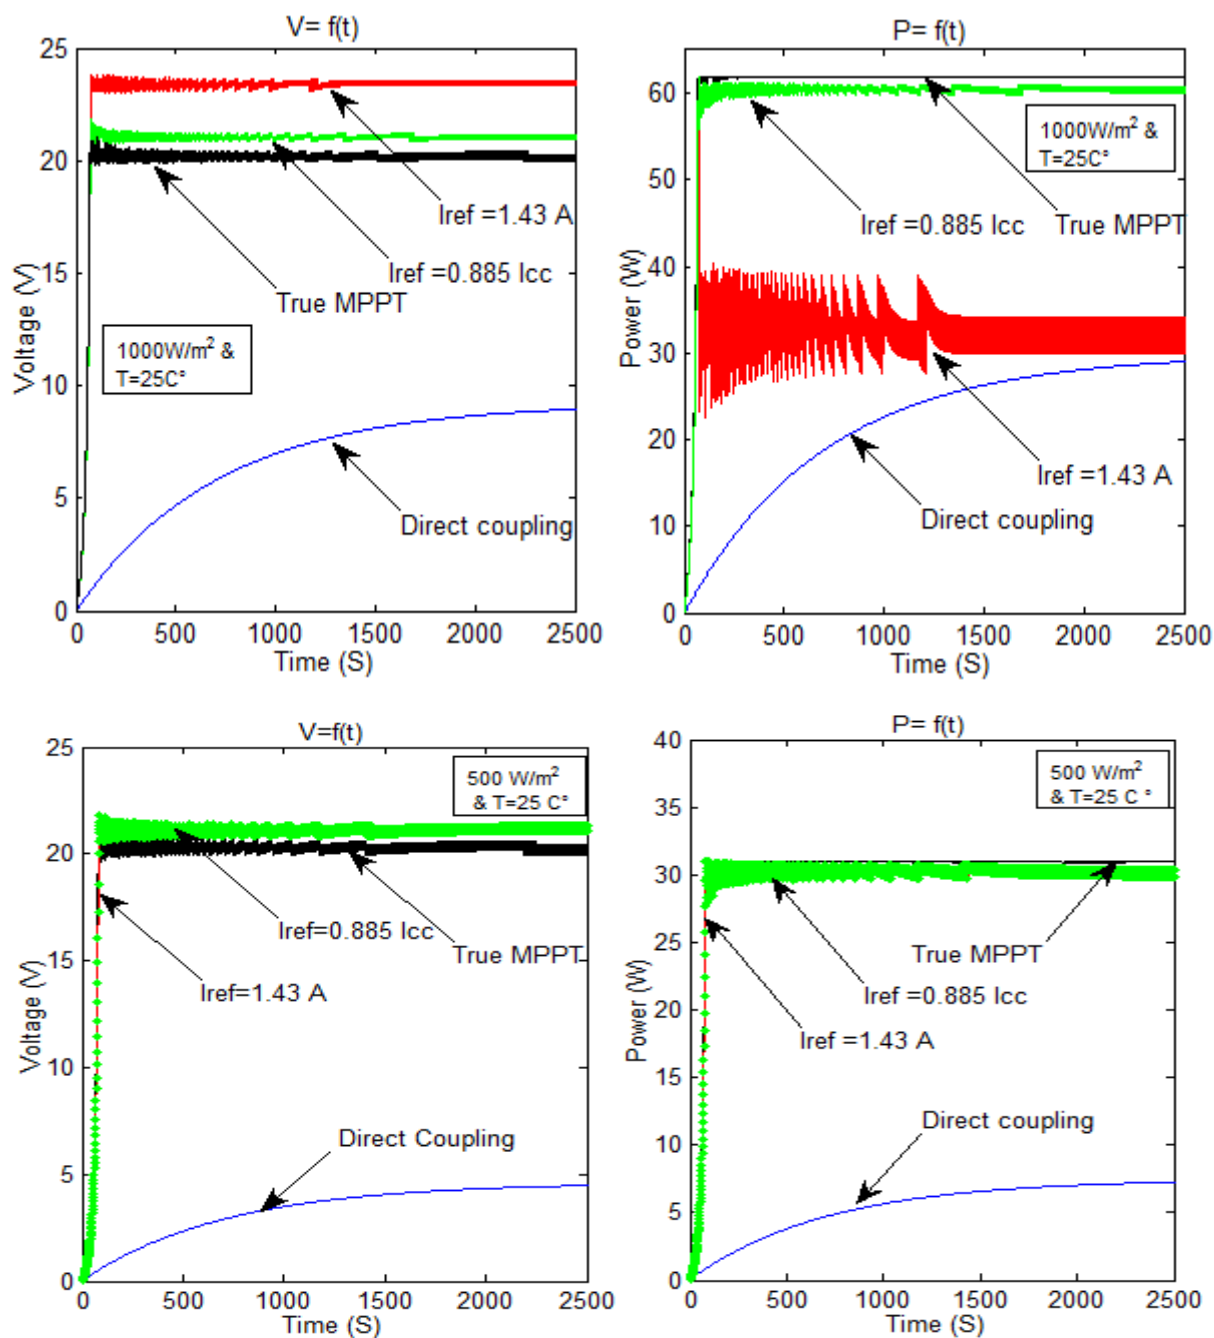 V= f(t)
25
20
15
10
5
0
Voltage (V)
Iref =1.43 A
Iref =0.885 Icc
True MPPT
1000W/m² &
T=25C°
Direct coupling
0 500 1000 1500 2000 2500
Time (S)
P= f(t)
60
50
40
30
20
10
0
Power (W)
1000W/m² &
T=25C°
Iref =0.885 Icc
True MPPT
Iref =1.43 A
Direct coupling
0 500 1000 1500 2000 2500
Time (S)
V=f(t)
25
20
15
10
5
0
Voltage (V)
500 W/m²
& T=25 C°
Iref=0.885 Icc
True MPPT
Iref=1.43 A
Direct Coupling
0 500 1000 1500 2000 2500
Time (S)
P= f(t)
40
35
30
25
20
15
10
5
0
Power (W)
500 W/m²
& T=25 C°
True MPPT
Iref =0.885 Icc
Iref =1.43 A
Direct coupling
0 500 1000 1500 2000 2500
Time (S)